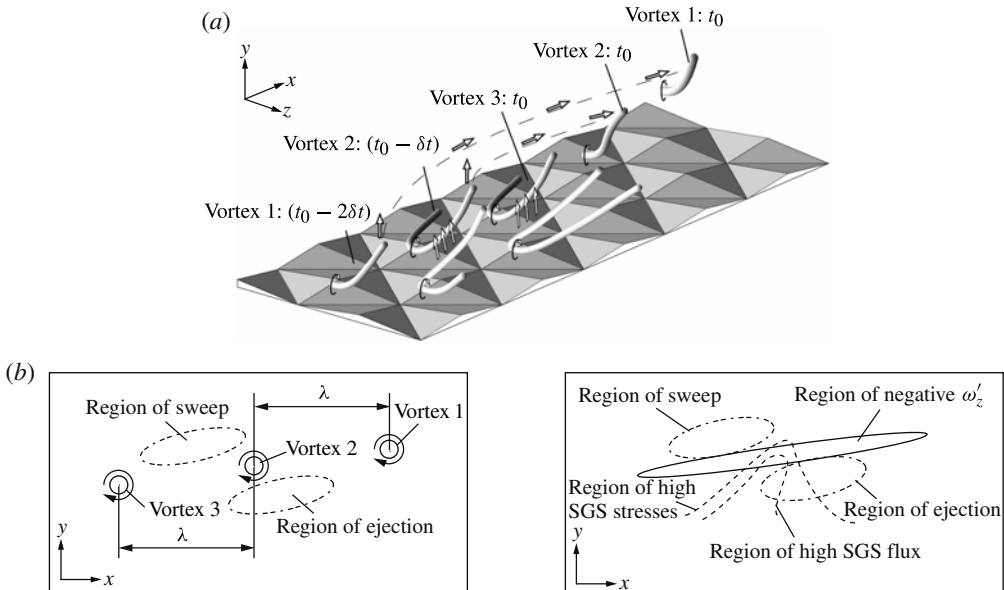 (a)
y
x
z
Vortex 1: t₀
Vortex 2: t₀
Vortex 3: t₀
Vortex 2: (t₀ − δt)
Vortex 1: (t₀ − 2δt)
(b)
λ
Region of sweep
Vortex 1
Vortex 2
Vortex 3
Region of ejection
λ
y
x
Region of sweep
Region of negative ω′z
Region of high
SGS stresses
Region of ejection
Region of high SGS flux
y
x